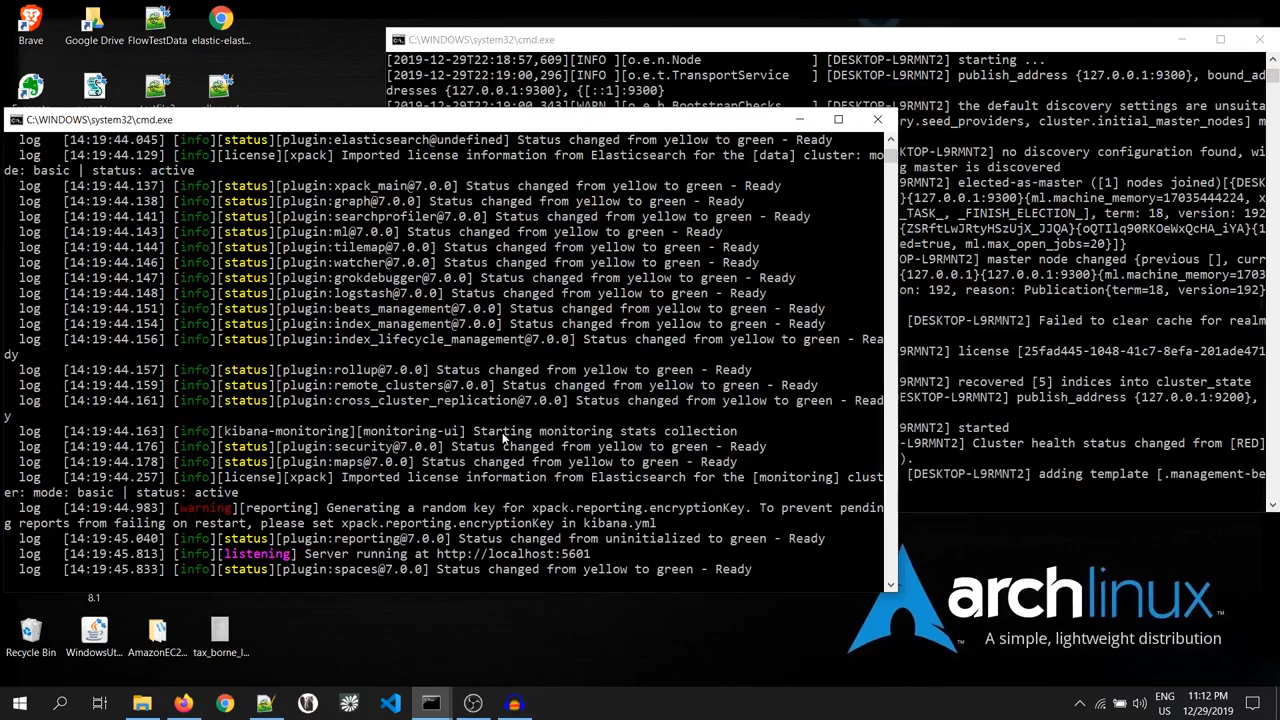 Brave
Google Drive
FlowTestData
elastic-elast...
C:\WINDOWS\system32\cmd.exe
[2019-12-29T22:18:57,609][INFO ][o.e.n.Node               ] [DESKTOP-L9RMNT2] starting ...
[2019-12-29T22:19:00,296][INFO ][o.e.t.TransportService   ] [DESKTOP-L9RMNT2] publish_address {127.0.0.1:9300}, bound_ad
dresses {127.0.0.1:9300}, {[::1]:9300}
[2019-12-29T22:19:00,343][WARN ][o.e.b.BootstrapChecks    ] [DESKTOP-L9RMNT2] the default discovery settings are unsuita
ry.seed_providers, cluster.initial_master_nodes] m
DESKTOP-L9RMNT2] no discovery configuration found, wi
ng master is discovered
-L9RMNT2] elected-as-master ([1] nodes joined)[{DESK
127.0.0.1:9300}{ml.machine_memory=17035444224, x
_TASK_, _FINISH_ELECTION_], term: 18, version: 192
{ZSRftLwJRtyHSzUjX_JJQA}{oQTIlq90RKOeWxQcHA_iYA}{1
ed=true, ml.max_open_jobs=20}]}
-L9RMNT2] master node changed {previous [], curr
{127.0.0.1}{127.0.0.1:9300}{ml.machine_memory=1703
ion: 192, reason: Publication{term=18, version=192}
[DESKTOP-L9RMNT2] Failed to clear cache for realm
-L9RMNT2] license [25fad445-1048-41c7-8efa-201ade471
L9RMNT2] recovered [5] indices into cluster_state
DESKTOP-L9RMNT2] publish_address {127.0.0.1:9200},
L9RMNT2] started
-L9RMNT2] Cluster health status changed from [RED]
).
[DESKTOP-L9RMNT2] adding template [.management-be
C:\WINDOWS\system32\cmd.exe
log   [14:19:44.045] [info][status][plugin:elasticsearch@undefined] Status changed from yellow to green - Ready
log   [14:19:44.129] [info][license][xpack] Imported license information from Elasticsearch for the [data] cluster: mo
de: basic | status: active
log   [14:19:44.137] [info][status][plugin:xpack_main@7.0.0] Status changed from yellow to green - Ready
log   [14:19:44.138] [info][status][plugin:graph@7.0.0] Status changed from yellow to green - Ready
log   [14:19:44.141] [info][status][plugin:searchprofiler@7.0.0] Status changed from yellow to green - Ready
log   [14:19:44.143] [info][status][plugin:ml@7.0.0] Status changed from yellow to green - Ready
log   [14:19:44.144] [info][status][plugin:tilemap@7.0.0] Status changed from yellow to green - Ready
log   [14:19:44.146] [info][status][plugin:watcher@7.0.0] Status changed from yellow to green - Ready
log   [14:19:44.147] [info][status][plugin:grokdebugger@7.0.0] Status changed from yellow to green - Ready
log   [14:19:44.148] [info][status][plugin:logstash@7.0.0] Status changed from yellow to green - Ready
log   [14:19:44.151] [info][status][plugin:beats_management@7.0.0] Status changed from yellow to green - Ready
log   [14:19:44.154] [info][status][plugin:index_management@7.0.0] Status changed from yellow to green - Ready
log   [14:19:44.156] [info][status][plugin:index_lifecycle_management@7.0.0] Status changed from yellow to green - Rea
dy
log   [14:19:44.157] [info][status][plugin:rollup@7.0.0] Status changed from yellow to green - Ready
log   [14:19:44.159] [info][status][plugin:remote_clusters@7.0.0] Status changed from yellow to green - Ready
log   [14:19:44.161] [info][status][plugin:cross_cluster_replication@7.0.0] Status changed from yellow to green - Read
y
log   [14:19:44.163] [info][kibana-monitoring][monitoring-ui] Starting monitoring stats collection
log   [14:19:44.176] [info][status][plugin:security@7.0.0] Status changed from yellow to green - Ready
log   [14:19:44.178] [info][status][plugin:maps@7.0.0] Status changed from yellow to green - Ready
log   [14:19:44.257] [info][license][xpack] Imported license information from Elasticsearch for the [monitoring] clust
er: mode: basic | status: active
log   [14:19:44.983] [warning][reporting] Generating a random key for xpack.reporting.encryptionKey. To prevent pendin
g reports from failing on restart, please set xpack.reporting.encryptionKey in kibana.yml
log   [14:19:45.040] [info][status][plugin:reporting@7.0.0] Status changed from uninitialized to green - Ready
log   [14:19:45.813] [info][listening] Server running at http://localhost:5601
log   [14:19:45.833] [info][status][plugin:spaces@7.0.0] Status changed from yellow to green - Ready
8.1
archlinux™
A simple, lightweight distribution
Recycle Bin
WindowsUt...
AmazonEC2...
tax_borne_l...
ENG
US
11:12 PM
12/29/2019